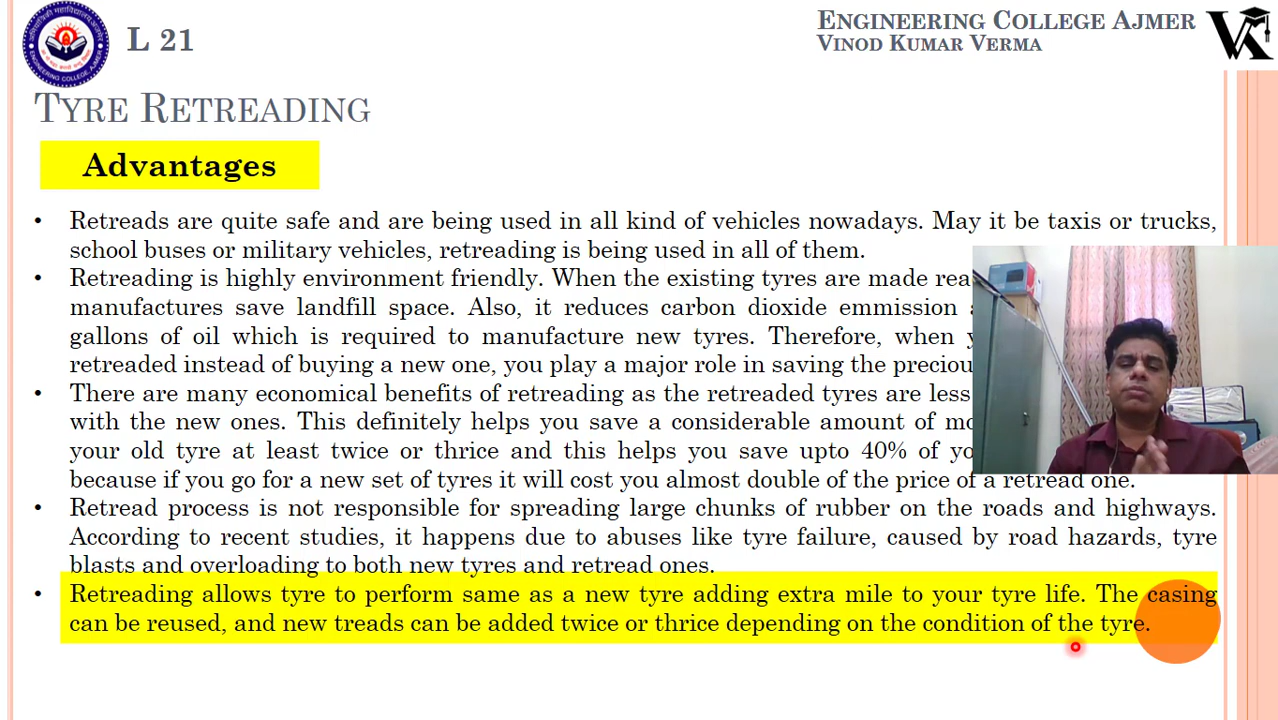 L 21
ENGINEERING COLLEGE AJMER
VINOD KUMAR VERMA
TYRE RETREADING
Advantages
• Retreads are quite safe and are being used in all kind of vehicles nowadays. May it be taxis or trucks,
school buses or military vehicles, retreading is being used in all of them.
• Retreading is highly environment friendly. When the existing tyres are made
manufactures save landfill space. Also, it reduces carbon dioxide emmission
gallons of oil which is required to manufacture new tyres. Therefore, when
retreaded instead of buying a new one, you play a major role in saving the
• There are many economical benefits of retreading as the retreaded tyres are less
with the new ones. This definitely helps you save a considerable amount of
your old tyre at least twice or thrice and this helps you save upto 40% of
because if you go for a new set of tyres it will cost you almost double of the price of a retread one.
• Retread process is not responsible for spreading large chunks of rubber on the roads and highways.
According to recent studies, it happens due to abuses like tyre failure, caused by road hazards, tyre
blasts and overloading to both new tyres and retread ones.
• Retreading allows tyre to perform same as a new tyre adding extra mile to your tyre life. The casing
can be reused, and new treads can be added twice or thrice depending on the condition of the tyre.